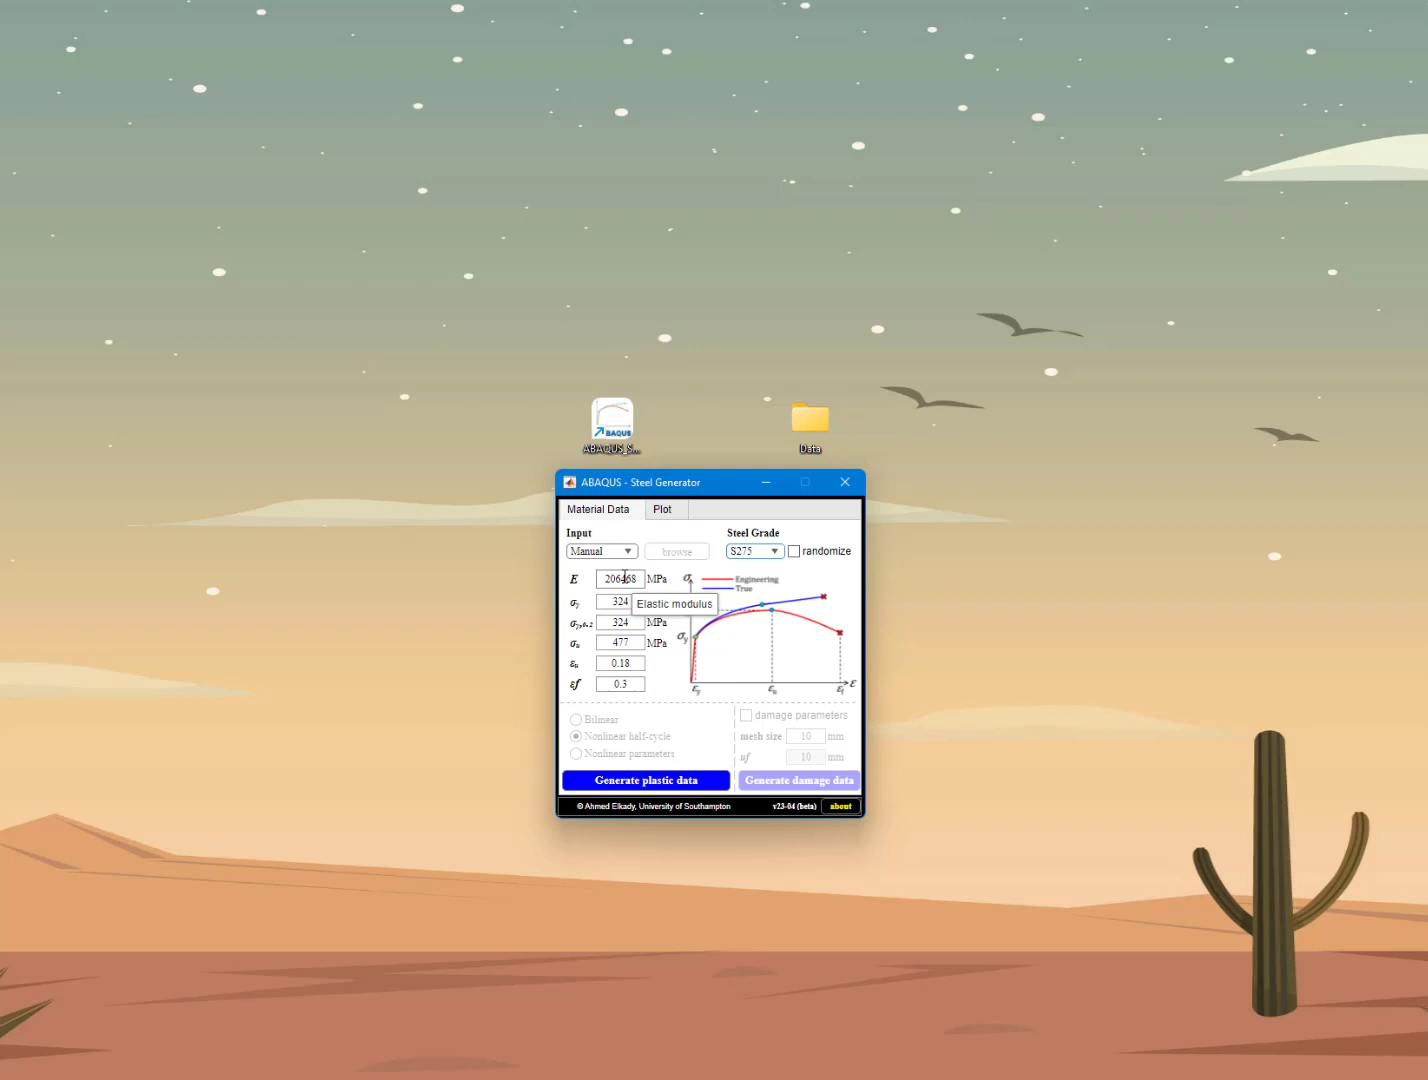 BAQUS
ABAQUS_S...
Data
ABAQUS - Steel Generator
Material Data
Plot
Input
Steel Grade
Manual
browse
S275
randomize
E
206468
MPa
σ
Engineering
True
σy
324
Elastic modulus
σy,0.2
324
MPa
σy
σu
477
MPa
εu
0.18
εf
0.3
εy
εu
εf
ε
Bilinear
damage parameters
Nonlinear half-cycle
mesh size
10
mm
Nonlinear parameters
uf
10
mm
Generate plastic data
Generate damage data
© Ahmed Elkady, University of Southampton
v23-04 (beta)
about